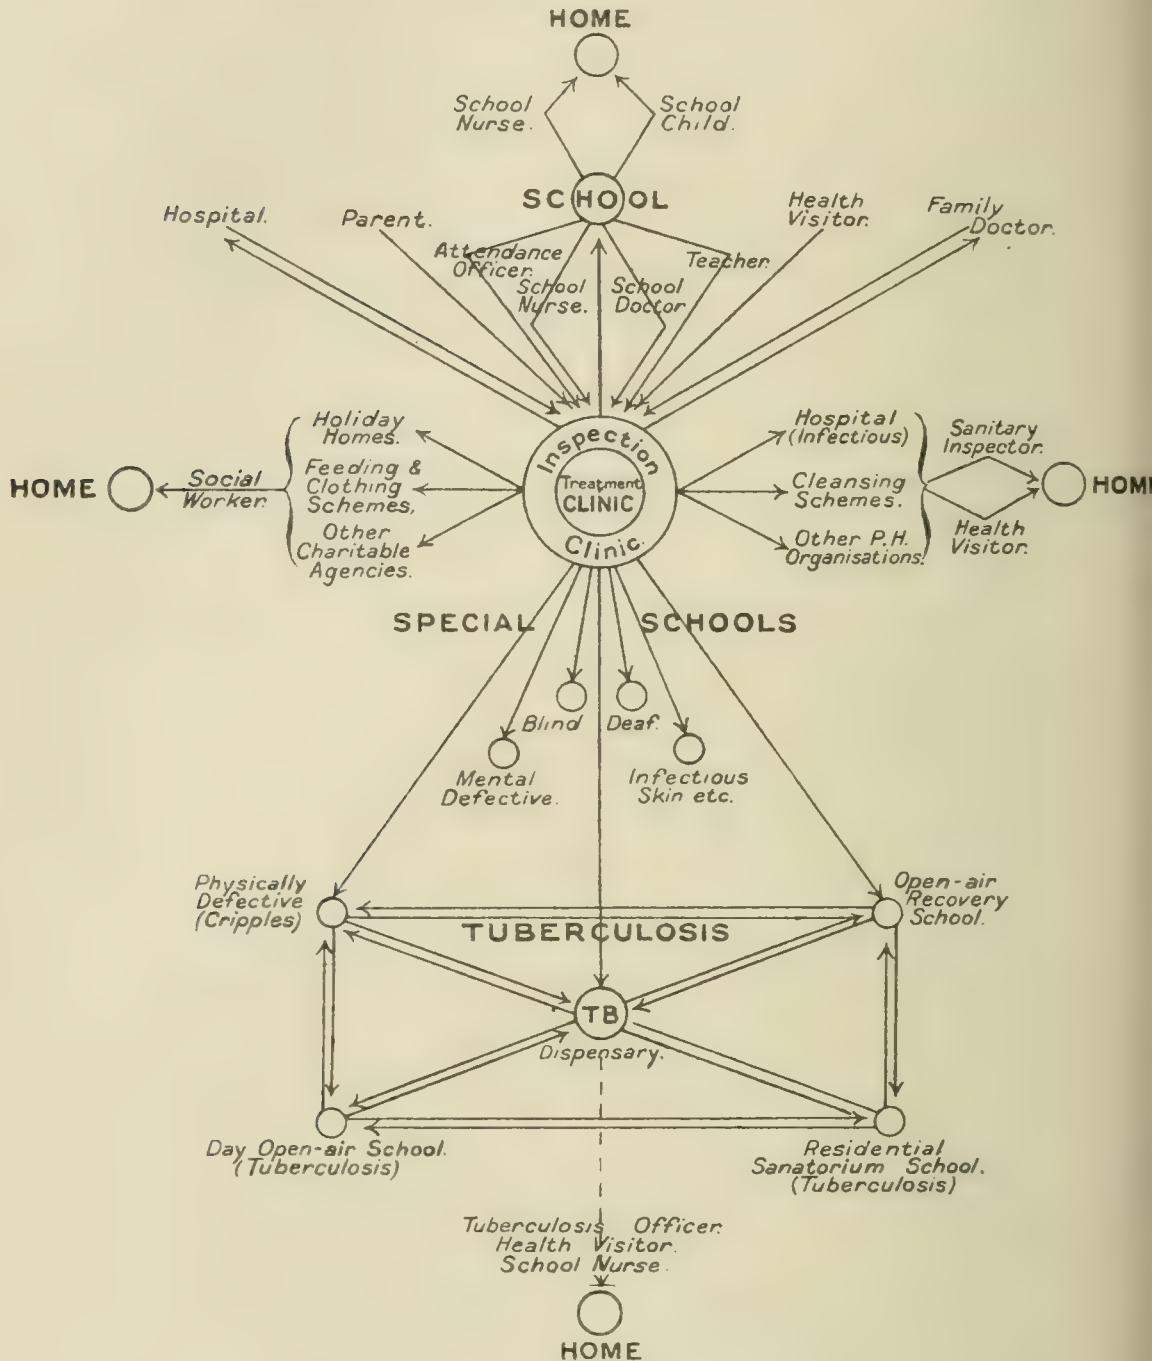 HOME
School
Nurse.
School
Child.
SCHOOL
Hospital.
Parent.
Attendance
Officer.
School
Nurse.
School
Doctor
Teacher.
Health
Visitor.
Family
Doctor.
Inspection
Treatment
CLINIC
Clinic.
Holiday
Homes.
Feeding &
Clothing
Schemes,
Other
Charitable
Agencies.
Social
Worker.
HOME
Hospital
(Infectious)
Cleansing
Schemes.
Other P.H.
Organisations.
Sanitary
Inspector.
Health
Visitor.
HOME
SPECIAL SCHOOLS
Blind
Deaf.
Mental
Defective.
Infectious
Skin etc.
Physically
Defective
(Cripples)
Open-air
Recovery
School.
TUBERCULOSIS
TB
Dispensary.
Day Open-air School.
(Tuberculosis)
Residential
Sanatorium School.
(Tuberculosis)
Tuberculosis Officer.
Health Visitor.
School Nurse.
HOME